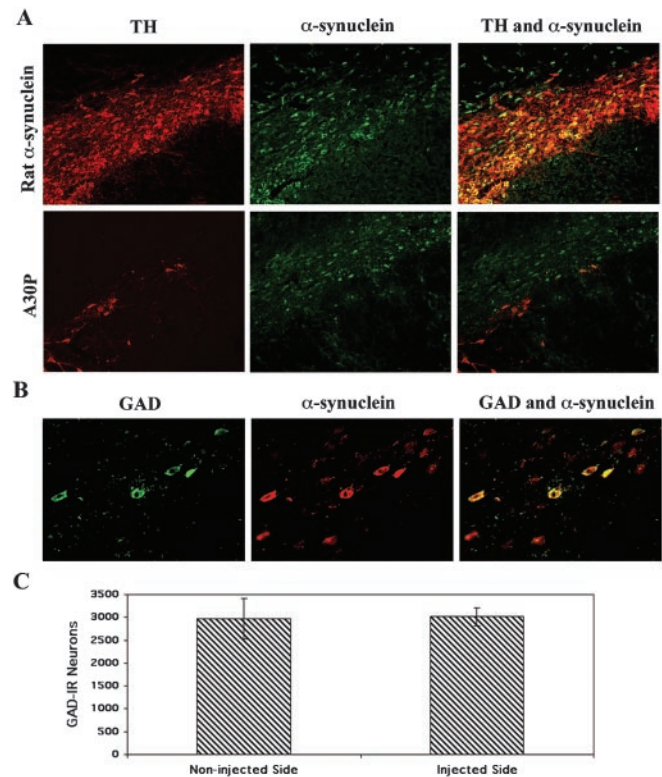 A
TH
α-synuclein
TH and α-synuclein
Rat α-synuclein
A30P
B
GAD
α-synuclein
GAD and α-synuclein
C
3500
3000
2500
2000
1500
1000
500
0
GAD-IR Neurons
Non-injected Side
Injected Side